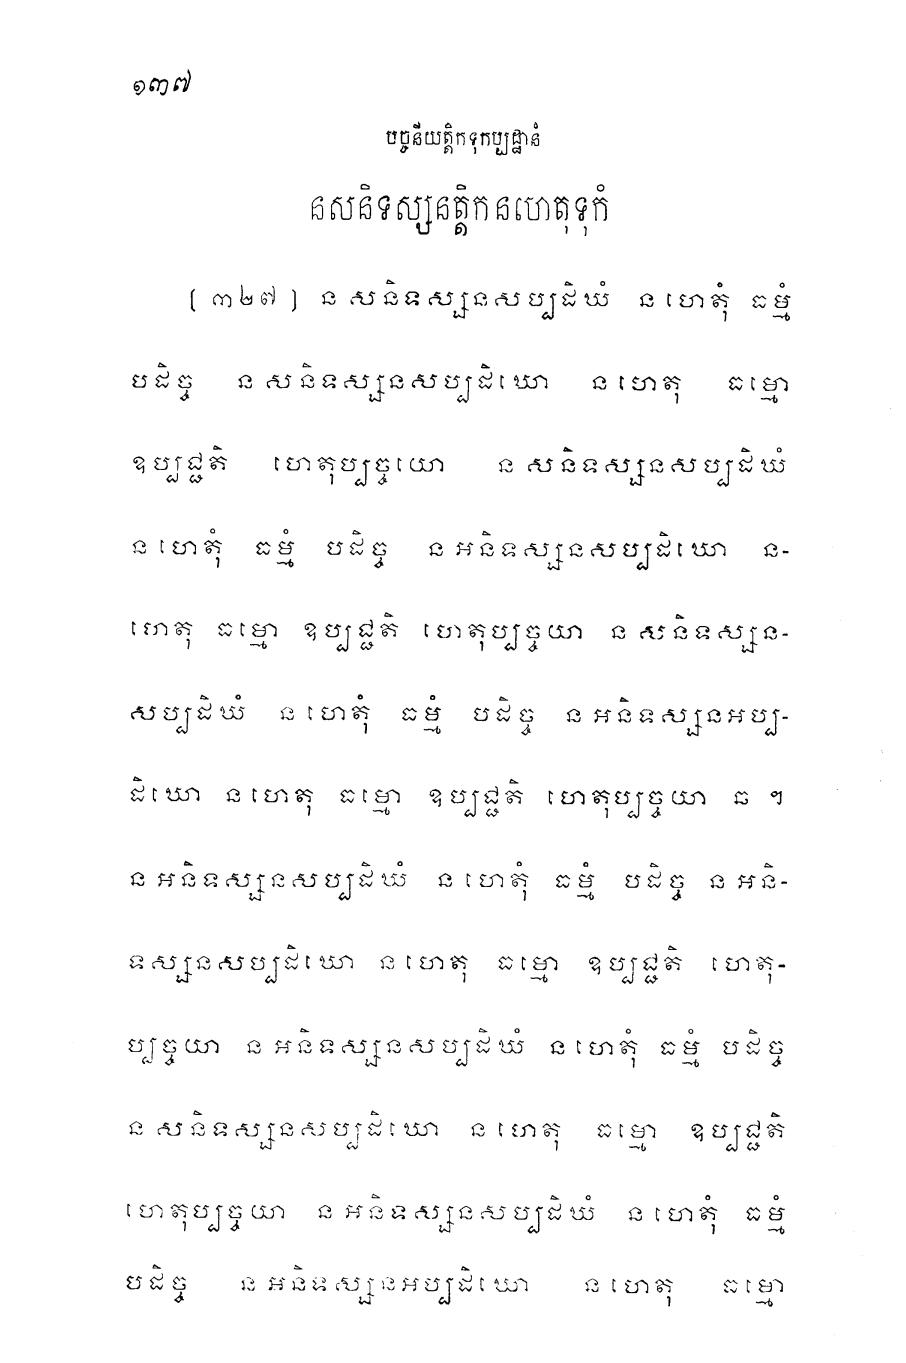 ១៣៧
បច្ចនីយត្តិកទុកប្បដ្ឋានំ
នសនិទស្សនត្តិកនហេតុទុកំ
[៣២៧] ន សនិទស្សនសប្បដិឃំ ន ហេតុំ ធម្មំ
បដិច្ច ន សនិទស្សនសប្បដិឃោ ន ហេតុ ធម្មោ
ឧប្បជ្ជតិ ហេតុប្បច្ចយោ ន សនិទស្សនសប្បដិឃំ
ន ហេតុំ ធម្មំ បដិច្ច ន អនិទស្សនសប្បដិឃោ ន-
ហេតុ ធម្មោ ឧប្បជ្ជតិ ហេតុប្បច្ចយា ន សនិទស្សន-
សប្បដិឃំ ន ហេតុំ ធម្មំ បដិច្ច ន អនិទស្សនអប្ប-
ដិឃោ ន ហេតុ ធម្មោ ឧប្បជ្ជតិ ហេតុប្បច្ចយា ឆ ។
ន អនិទស្សនសប្បដិឃំ ន ហេតុំ ធម្មំ បដិច្ច ន អនិ-
ទស្សនសប្បដិឃោ ន ហេតុ ធម្មោ ឧប្បជ្ជតិ ហេតុ-
ប្បច្ចយា ន អនិទស្សនសប្បដិឃំ ន ហេតុំ ធម្មំ បដិច្ច
ន សនិទស្សនសប្បដិឃោ ន ហេតុ ធម្មោ ឧប្បជ្ជតិ
ហេតុប្បច្ចយា ន អនិទស្សនសប្បដិឃំ ន ហេតុំ ធម្មំ
បដិច្ច ន អនិទស្សនអប្បដិឃោ ន ហេតុ ធម្មោ